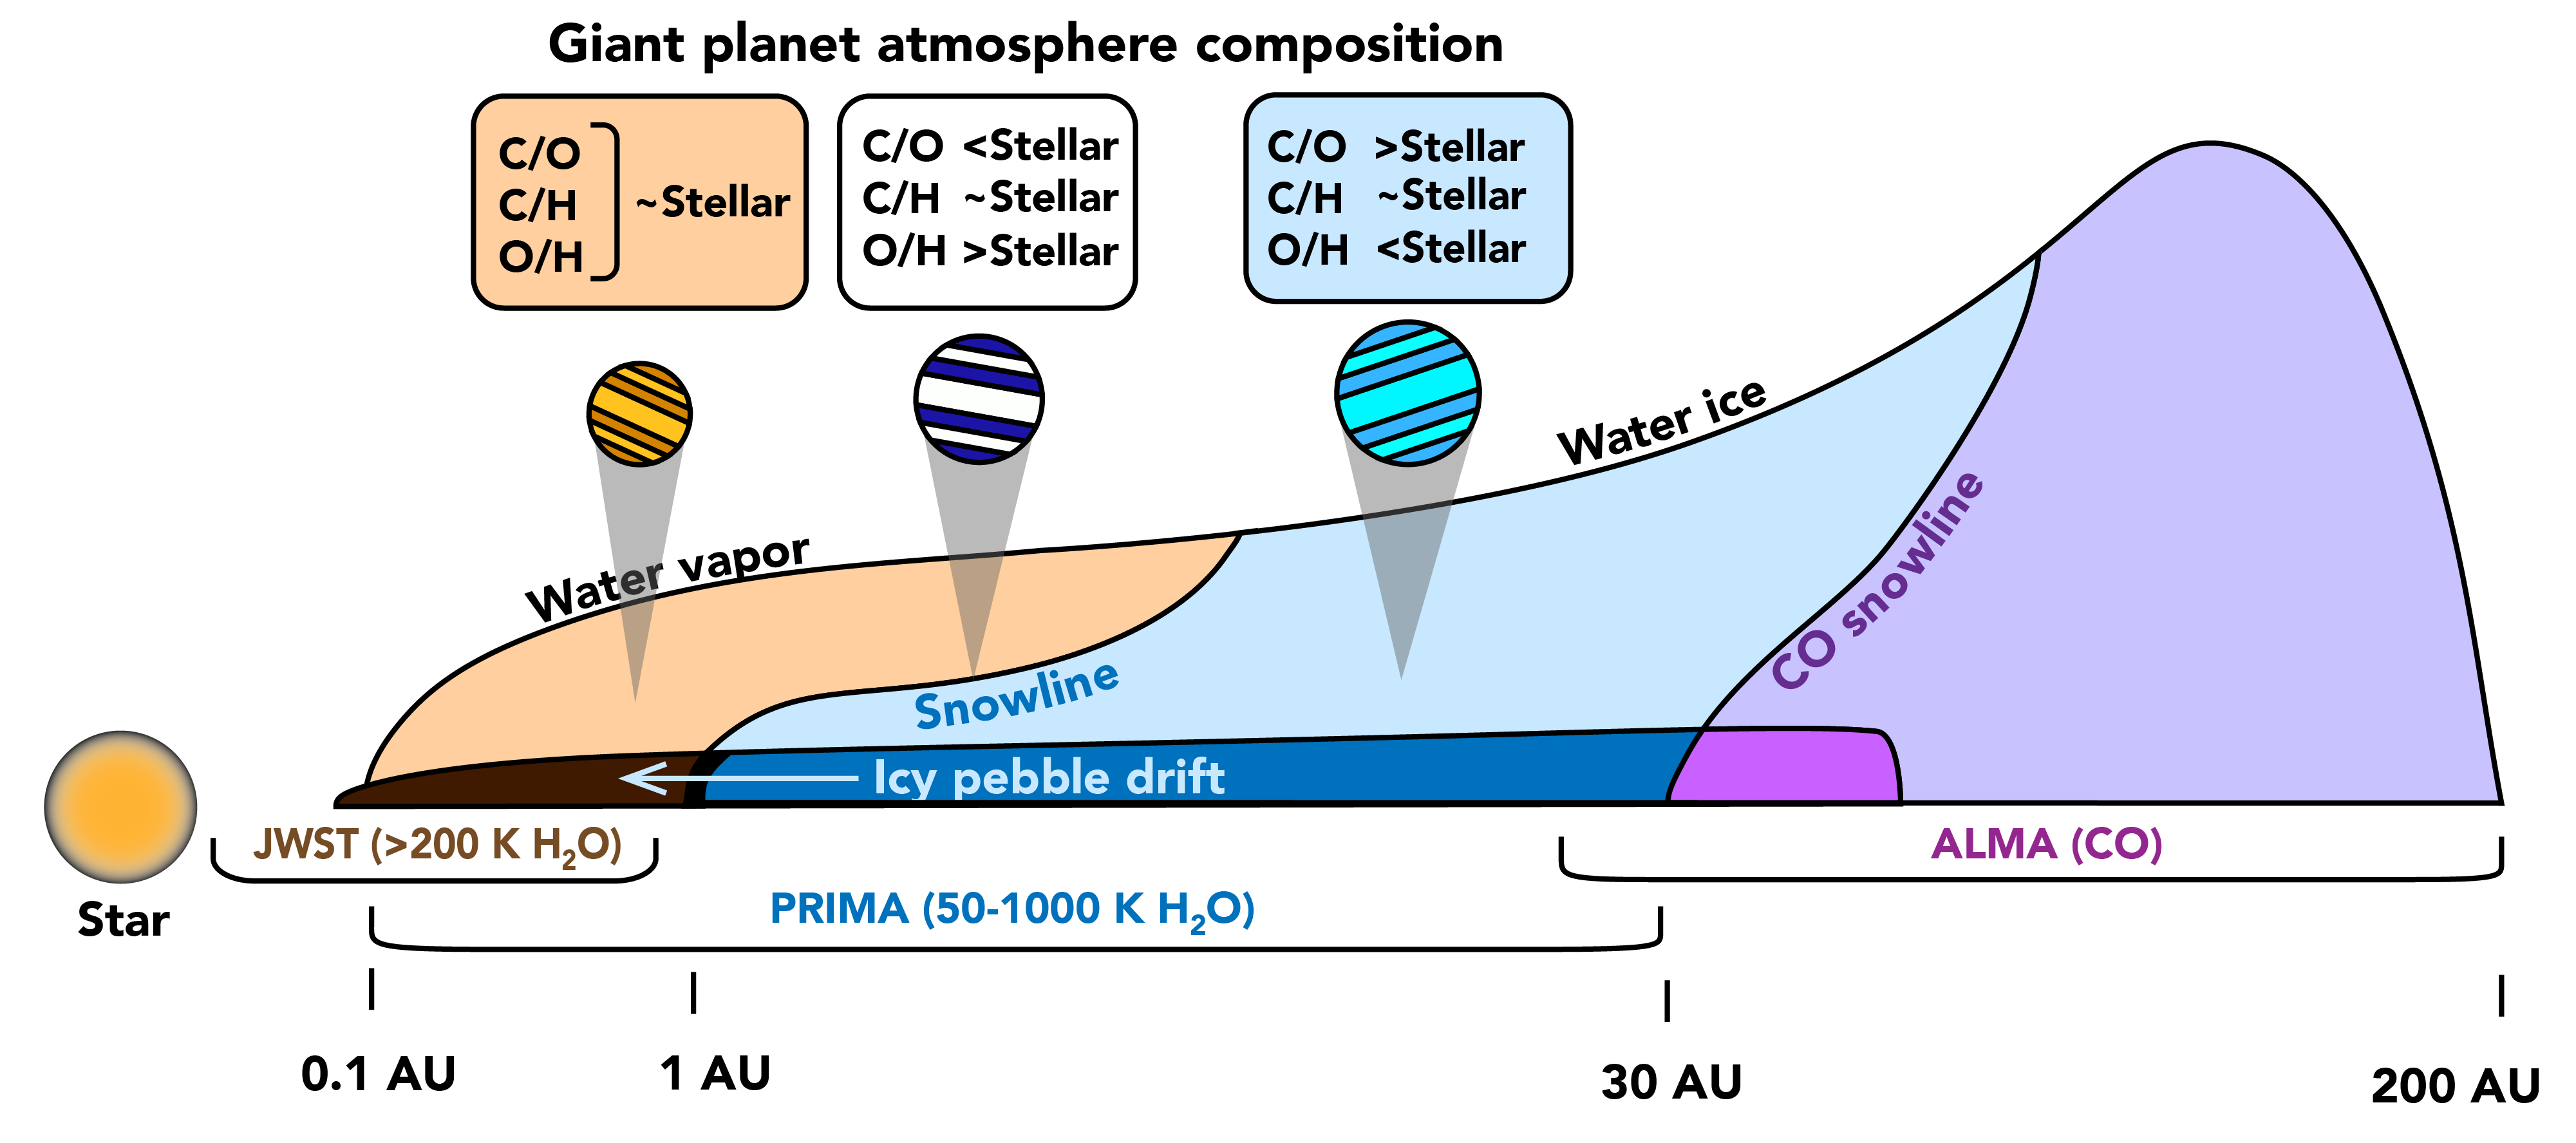 Giant planet atmosphere composition
C/O
C/H
O/H
~Stellar
C/O <Stellar
C/H ~Stellar
O/H >Stellar
C/O >Stellar
C/H ~Stellar
O/H <Stellar
Water vapor
Water ice
Snowline
CO snowline
Icy pebble drift
Star
JWST (>200 K H₂O)
ALMA (CO)
PRIMA (50-1000 K H₂O)
0.1 AU
1 AU
30 AU
200 AU